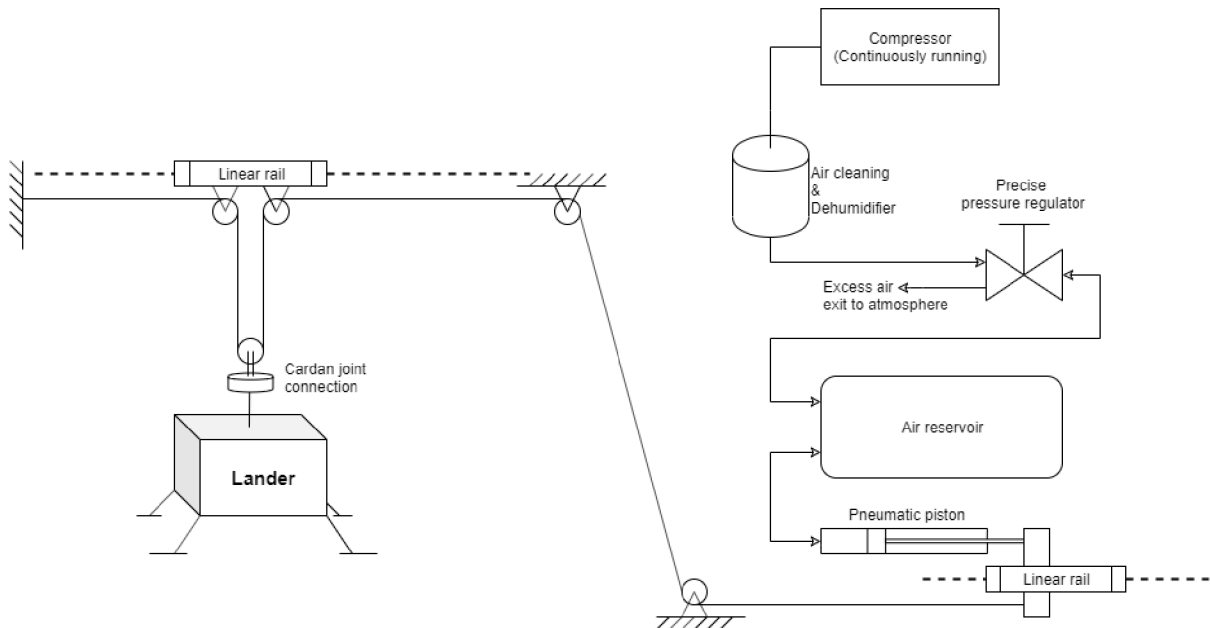 Compressor
(Continuously running)
Linear rail
Air cleaning
&
Dehumidifier
Precise
pressure regulator
Excess air
exit to atmosphere
Cardan joint
connection
Air reservoir
Lander
Pneumatic piston
Linear rail